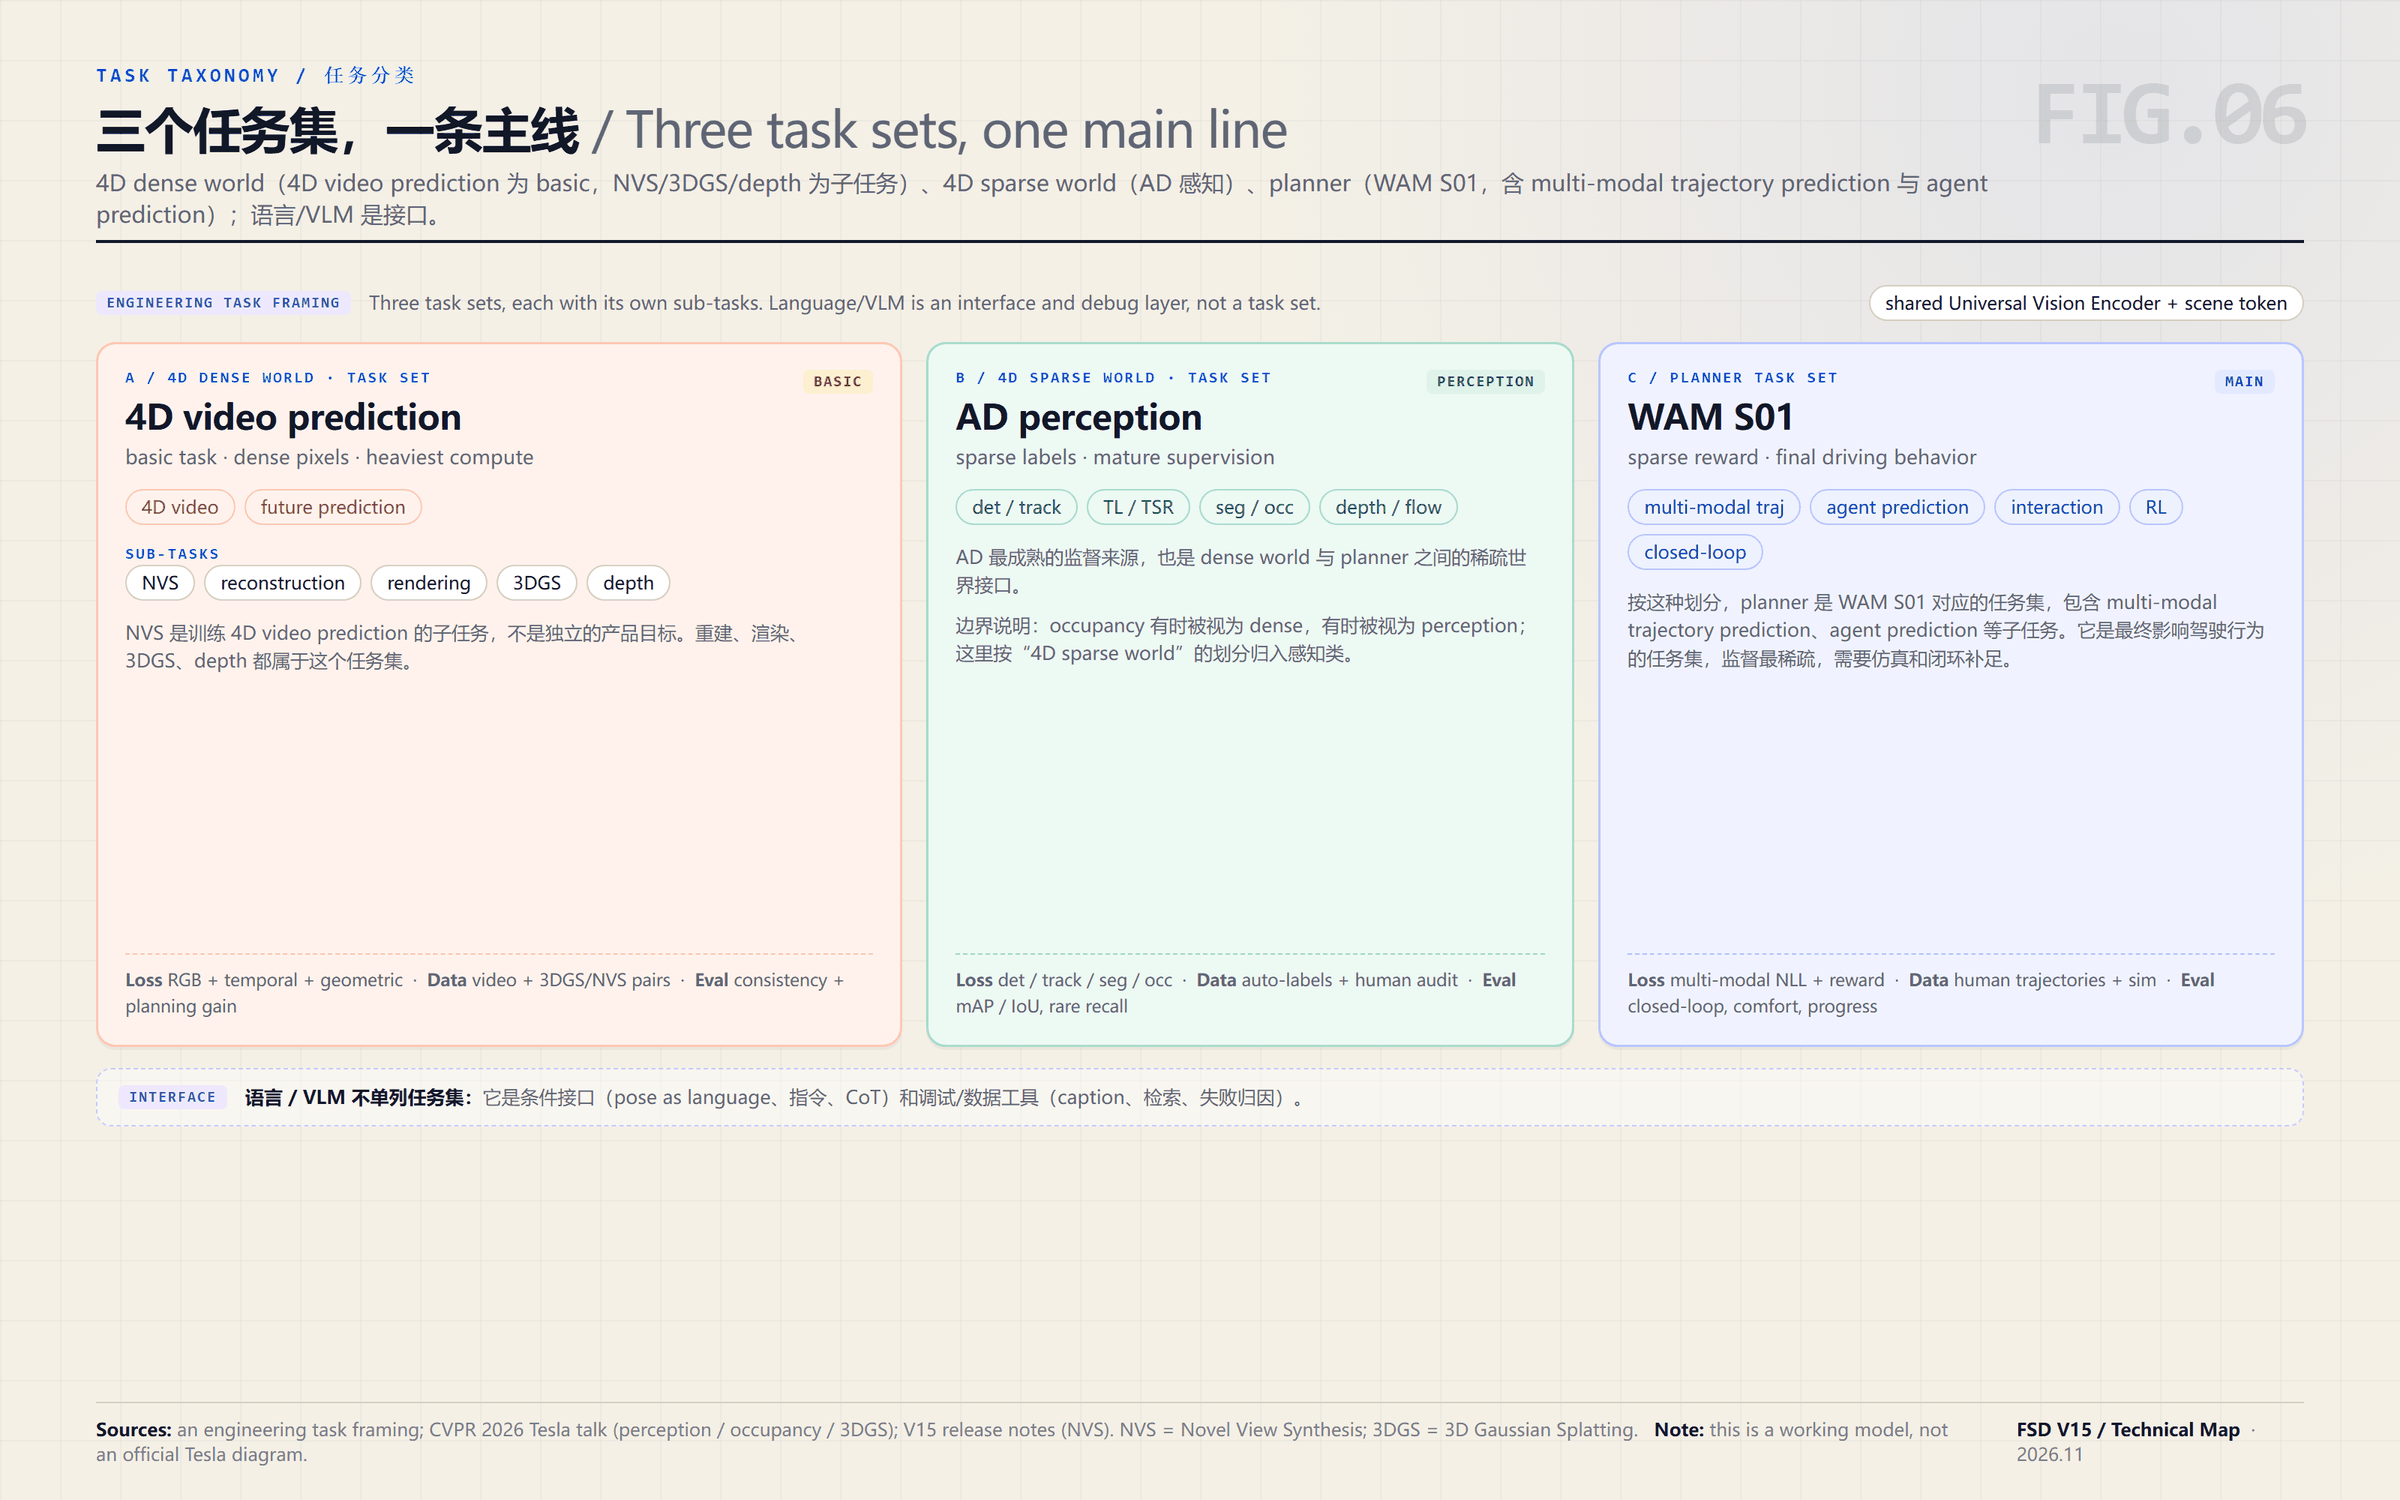 TASK TAXONOMY / 任务分类
FIG.06
三个任务集，一条主线 / Three task sets, one main line
4D dense world（4D video prediction 为 basic，NVS/3DGS/depth 为子任务）、4D sparse world（AD 感知）、planner（WAM S01，含 multi-modal trajectory prediction 与 agent
prediction）；语言/VLM 是接口。
ENGINEERING TASK FRAMING Three task sets, each with its own sub-tasks. Language/VLM is an interface and debug layer, not a task set.
shared Universal Vision Encoder + scene token
A / 4D DENSE WORLD · TASK SET
BASIC
4D video prediction
basic task · dense pixels · heaviest compute
4D video future prediction
SUB-TASKS
NVS reconstruction rendering 3DGS depth
NVS 是训练 4D video prediction 的子任务，不是独立的产品目标。重建、渲染、
3DGS、depth 都属于这个任务集。
Loss RGB + temporal + geometric · Data video + 3DGS/NVS pairs · Eval consistency +
planning gain
B / 4D SPARSE WORLD · TASK SET
PERCEPTION
AD perception
sparse labels · mature supervision
det / track TL / TSR seg / occ depth / flow
AD 最成熟的监督来源，也是 dense world 与 planner 之间的稀疏世
界接口。
边界说明：occupancy 有时被视为 dense，有时被视为 perception；
这里按“4D sparse world”的划分归入感知类。
Loss det / track / seg / occ · Data auto-labels + human audit · Eval
mAP / IoU, rare recall
C / PLANNER TASK SET
MAIN
WAM S01
sparse reward · final driving behavior
multi-modal traj agent prediction interaction RL
closed-loop
按这种划分，planner 是 WAM S01 对应的任务集，包含 multi-modal
trajectory prediction、agent prediction 等子任务。它是最终影响驾驶行为
的任务集，监督最稀疏，需要仿真和闭环补足。
Loss multi-modal NLL + reward · Data human trajectories + sim · Eval
closed-loop, comfort, progress
INTERFACE 语言 / VLM 不单列任务集：它是条件接口（pose as language、指令、CoT）和调试/数据工具（caption、检索、失败归因）。
Sources: an engineering task framing; CVPR 2026 Tesla talk (perception / occupancy / 3DGS); V15 release notes (NVS). NVS = Novel View Synthesis; 3DGS = 3D Gaussian Splatting. Note: this is a working model, not
an official Tesla diagram.
FSD V15 / Technical Map ·
2026.11